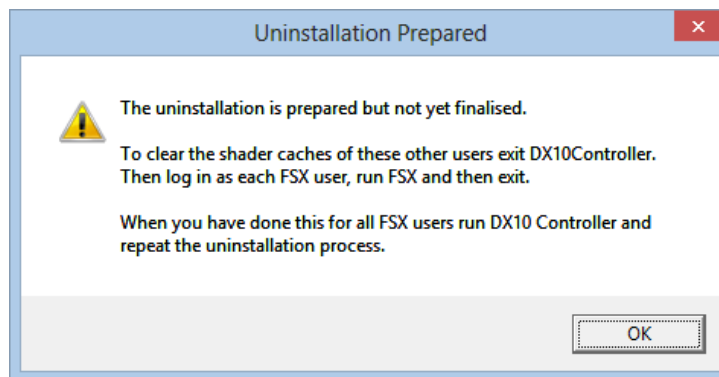 Uninstallation Prepared
The uninstallation is prepared but not yet finalised.
To clear the shader caches of these other users exit DX10Controller.
Then log in as each FSX user, run FSX and then exit.
When you have done this for all FSX users run DX10 Controller and
repeat the uninstallation process.
OK